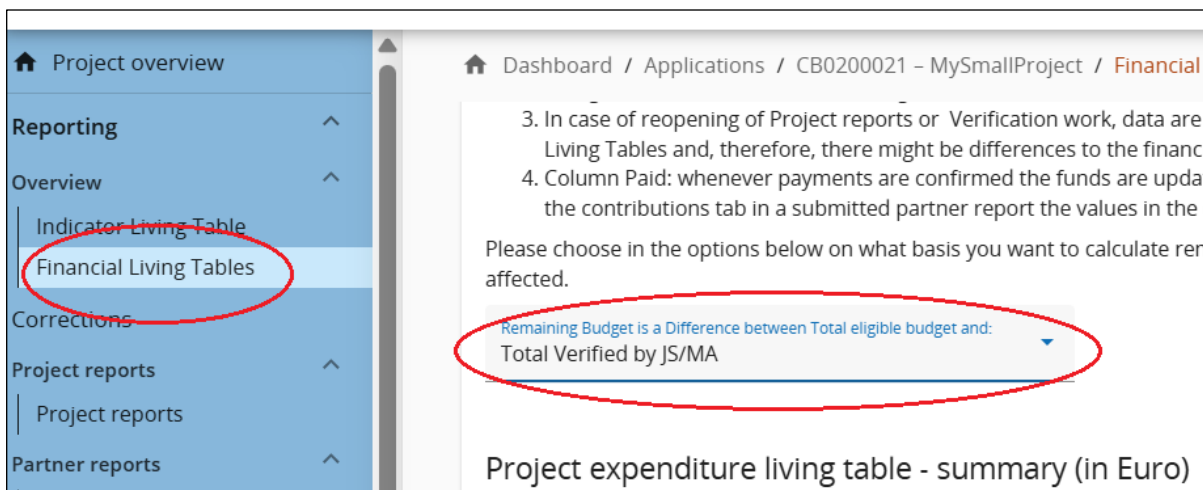 Project overview
Reporting
Overview
Indicator Living Table
Financial Living Tables
Corrections
Project reports
Project reports
Partner reports
Dashboard / Applications / CB0200021 – MySmallProject / Financial
3. In case of reopening of Project reports or Verification work, data are
Living Tables and, therefore, there might be differences to the financ
4. Column Paid: whenever payments are confirmed the funds are upda
the contributions tab in a submitted partner report the values in the
Please choose in the options below on what basis you want to calculate
affected.
Remaining Budget is a Difference between Total eligible budget and:
Total Verified by JS/MA
Project expenditure living table - summary (in Euro)